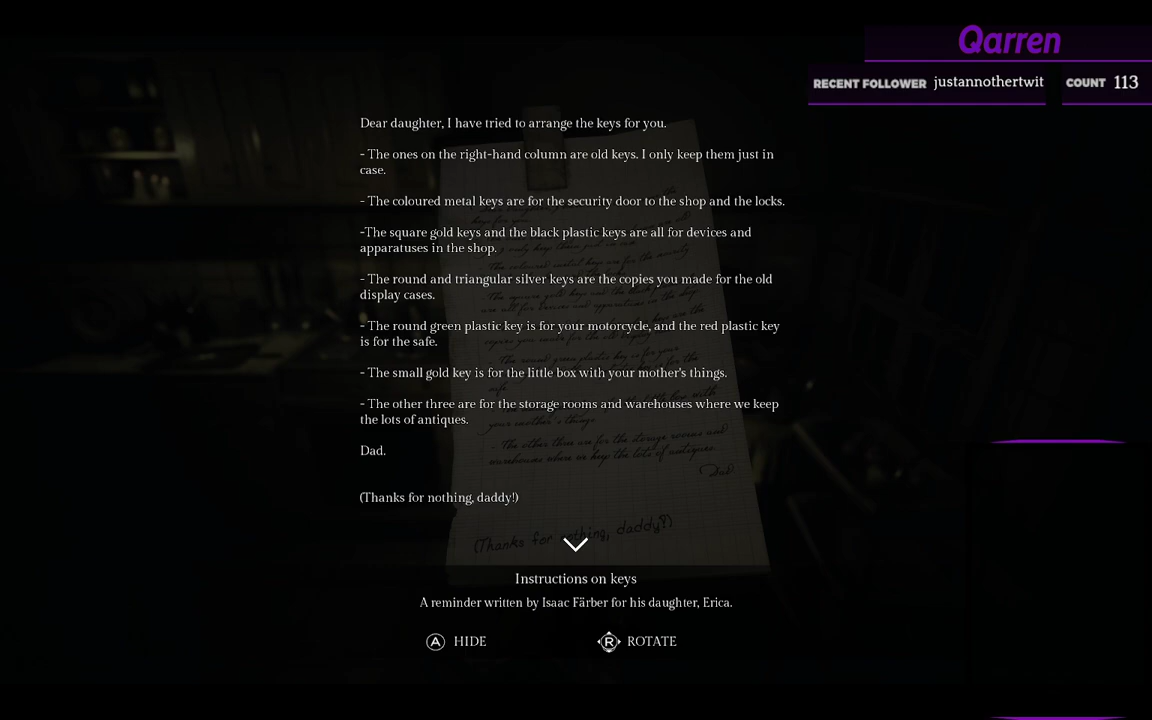 Qarren
RECENT FOLLOWER justannothertwit COUNT 113
Dear daughter, I have tried to arrange the keys for you.
- The ones on the right-hand column are old keys. I only keep them just in
case.
- The coloured metal keys are for the security door to the shop and the locks.
-The square gold keys and the black plastic keys are all for devices and
apparatuses in the shop.
- The round and triangular silver keys are the copies you made for the old
display cases.
- The round green plastic key is for your motorcycle, and the red plastic key
is for the safe.
- The small gold key is for the little box with your mother's things.
- The other three are for the storage rooms and warehouses where we keep
the lots of antiques.
Dad.
(Thanks for nothing, daddy!)
(Thanks for nothing, daddy?)
Instructions on keys
A reminder written by Isaac Färber for his daughter, Erica.
A HIDE R ROTATE